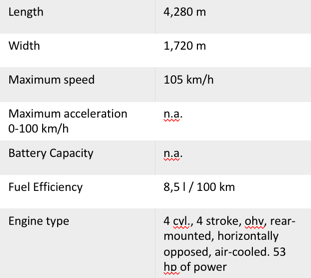 Length 4,280 m
Width 1,720 m
Maximum speed 105 km/h
Maximum acceleration n.a.
0-100 km/h
Battery Capacity n.a.
Fuel Efficiency 8,5 l / 100 km
Engine type 4 cyl., 4 stroke, ohv, rear-
mounted, horizontally
opposed, air-cooled. 53
hp of power